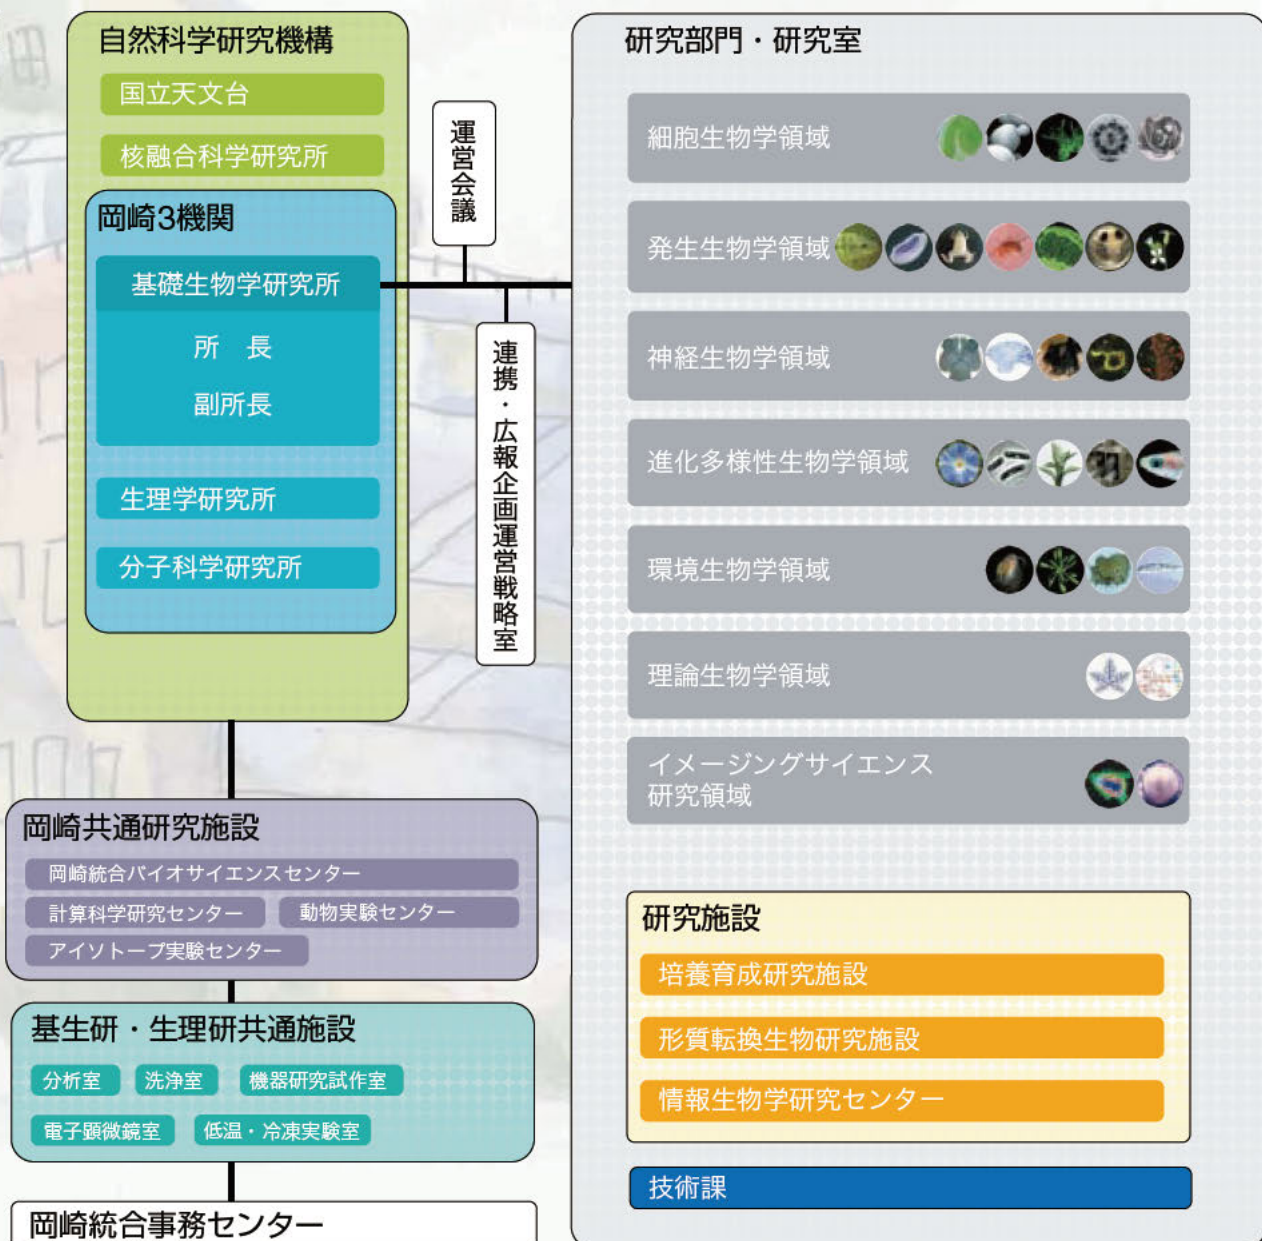 自然科学研究機構
国立天文台
核融合科学研究所
岡崎3機関
基礎生物学研究所
所　長
副所長
生理学研究所
分子科学研究所
運営会議
連携・広報企画運営戦略室
岡崎共通研究施設
岡崎統合バイオサイエンスセンター
計算科学研究センター
動物実験センター
アイソトープ実験センター
基生研・生理研共通施設
分析室
洗浄室
機器研究試作室
電子顕微鏡室
低温・冷凍実験室
岡崎統合事務センター
研究部門・研究室
細胞生物学領域
発生生物学領域
神経生物学領域
進化多様性生物学領域
環境生物学領域
理論生物学領域
イメージングサイエンス
研究領域
研究施設
培養育成研究施設
形質転換生物研究施設
情報生物学研究センター
技術課